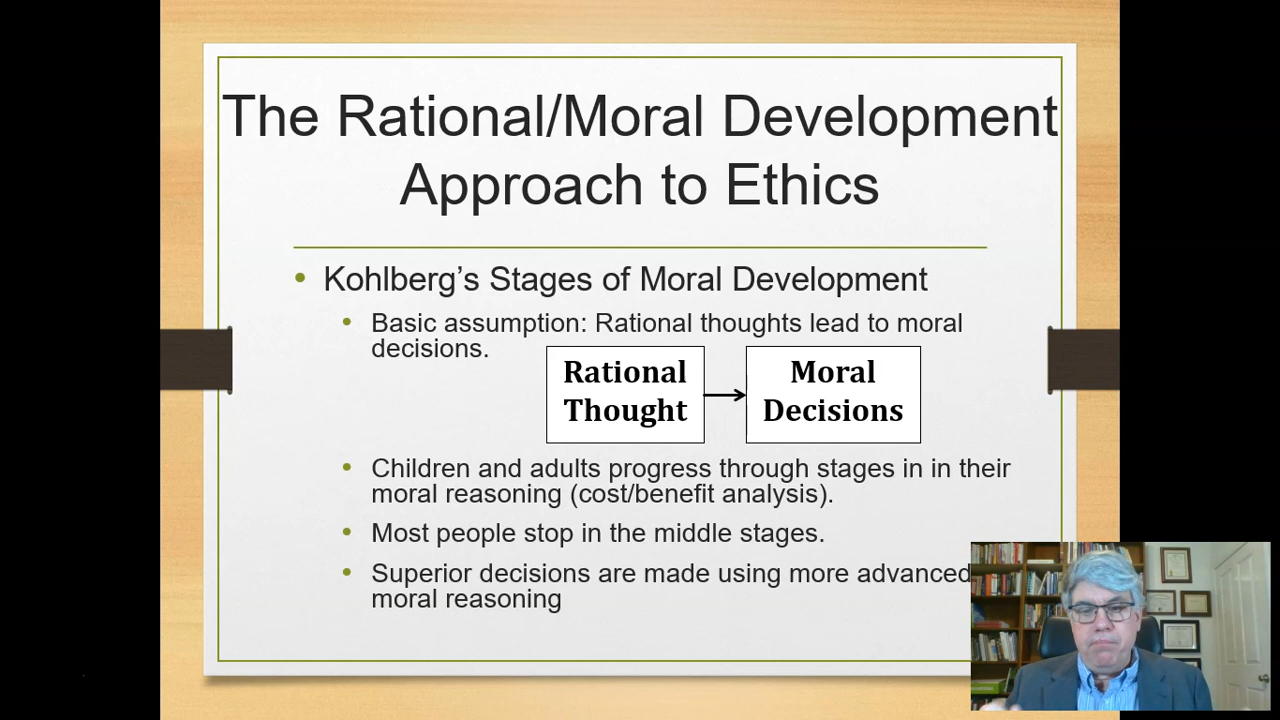 The Rational/Moral Development
Approach to Ethics
Kohlberg’s Stages of Moral Development
Basic assumption: Rational thoughts lead to moral
decisions.
Rational
Thought
Moral
Decisions
Children and adults progress through stages in in their
moral reasoning (cost/benefit analysis).
Most people stop in the middle stages.
Superior decisions are made using more advanced
moral reasoning